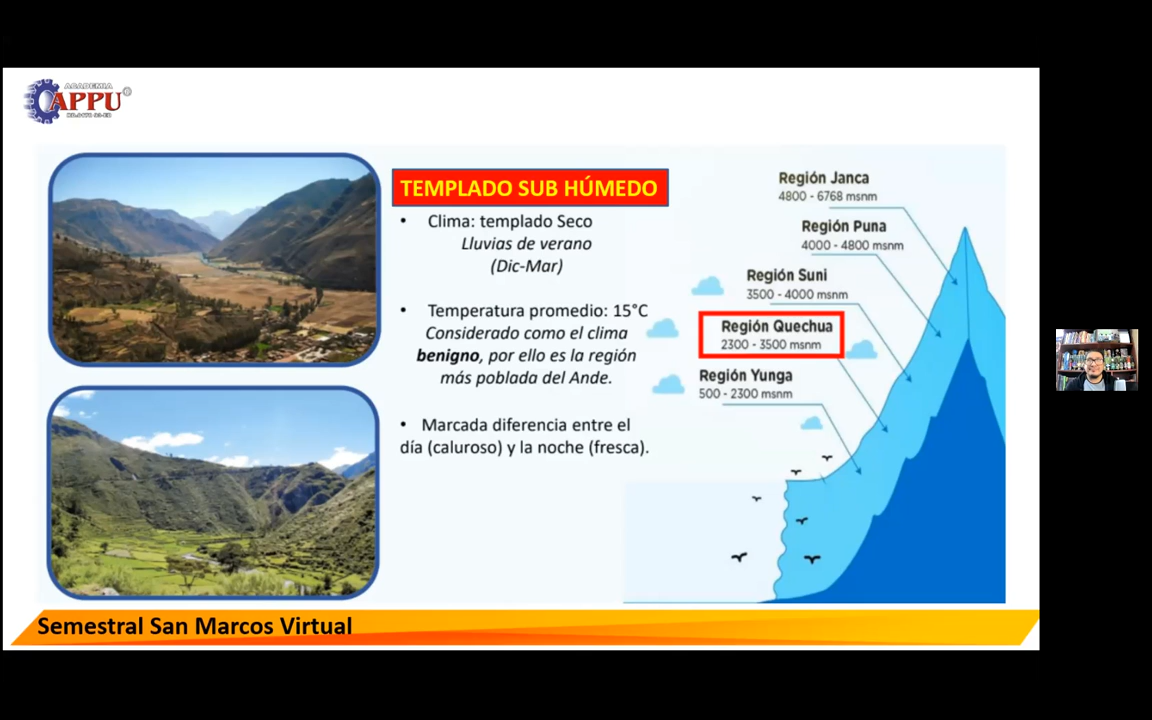 ACADEMIA
APPU
TEMPLADO SUB HÚMEDO
• Clima: templado Seco
Lluvias de verano
(Dic-Mar)
• Temperatura promedio: 15°C
Considerado como el clima
benigno, por ello es la región
más poblada del Ande.
• Marcada diferencia entre el
día (caluroso) y la noche (fresca).
Región Janca
4800 - 6768 msnm
Región Puna
4000 - 4800 msnm
Región Suni
3500 - 4000 msnm
Región Quechua
2300 - 3500 msnm
Región Yunga
500 - 2300 msnm
Semestral San Marcos Virtual